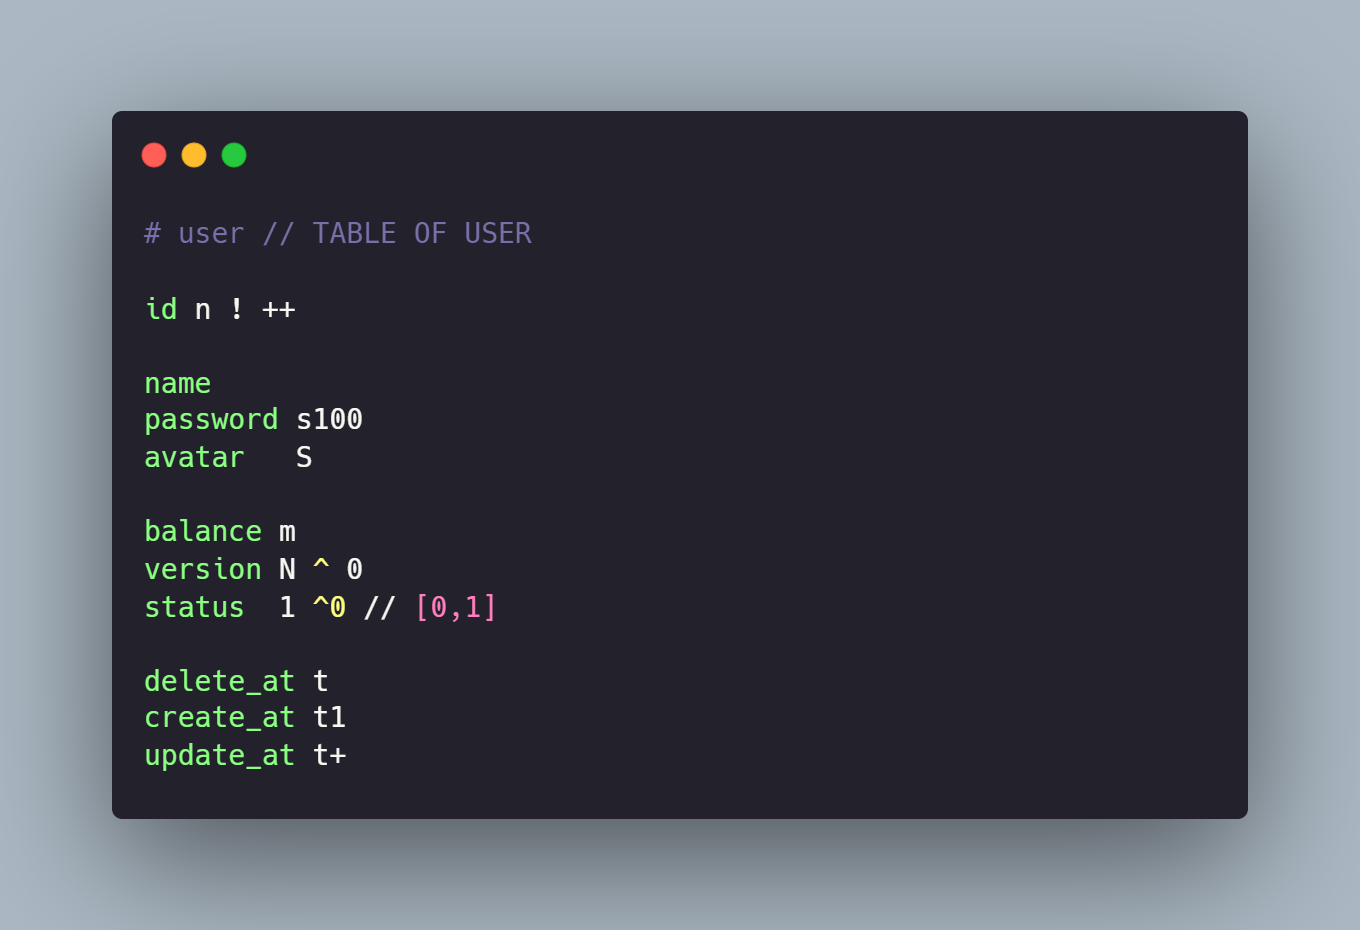 # user // TABLE OF USER
id n ! ++
name
password s100
avatar   S
balance m
version N ^ 0
status  1 ^0 // [0,1]
delete_at t
create_at t1
update_at t+